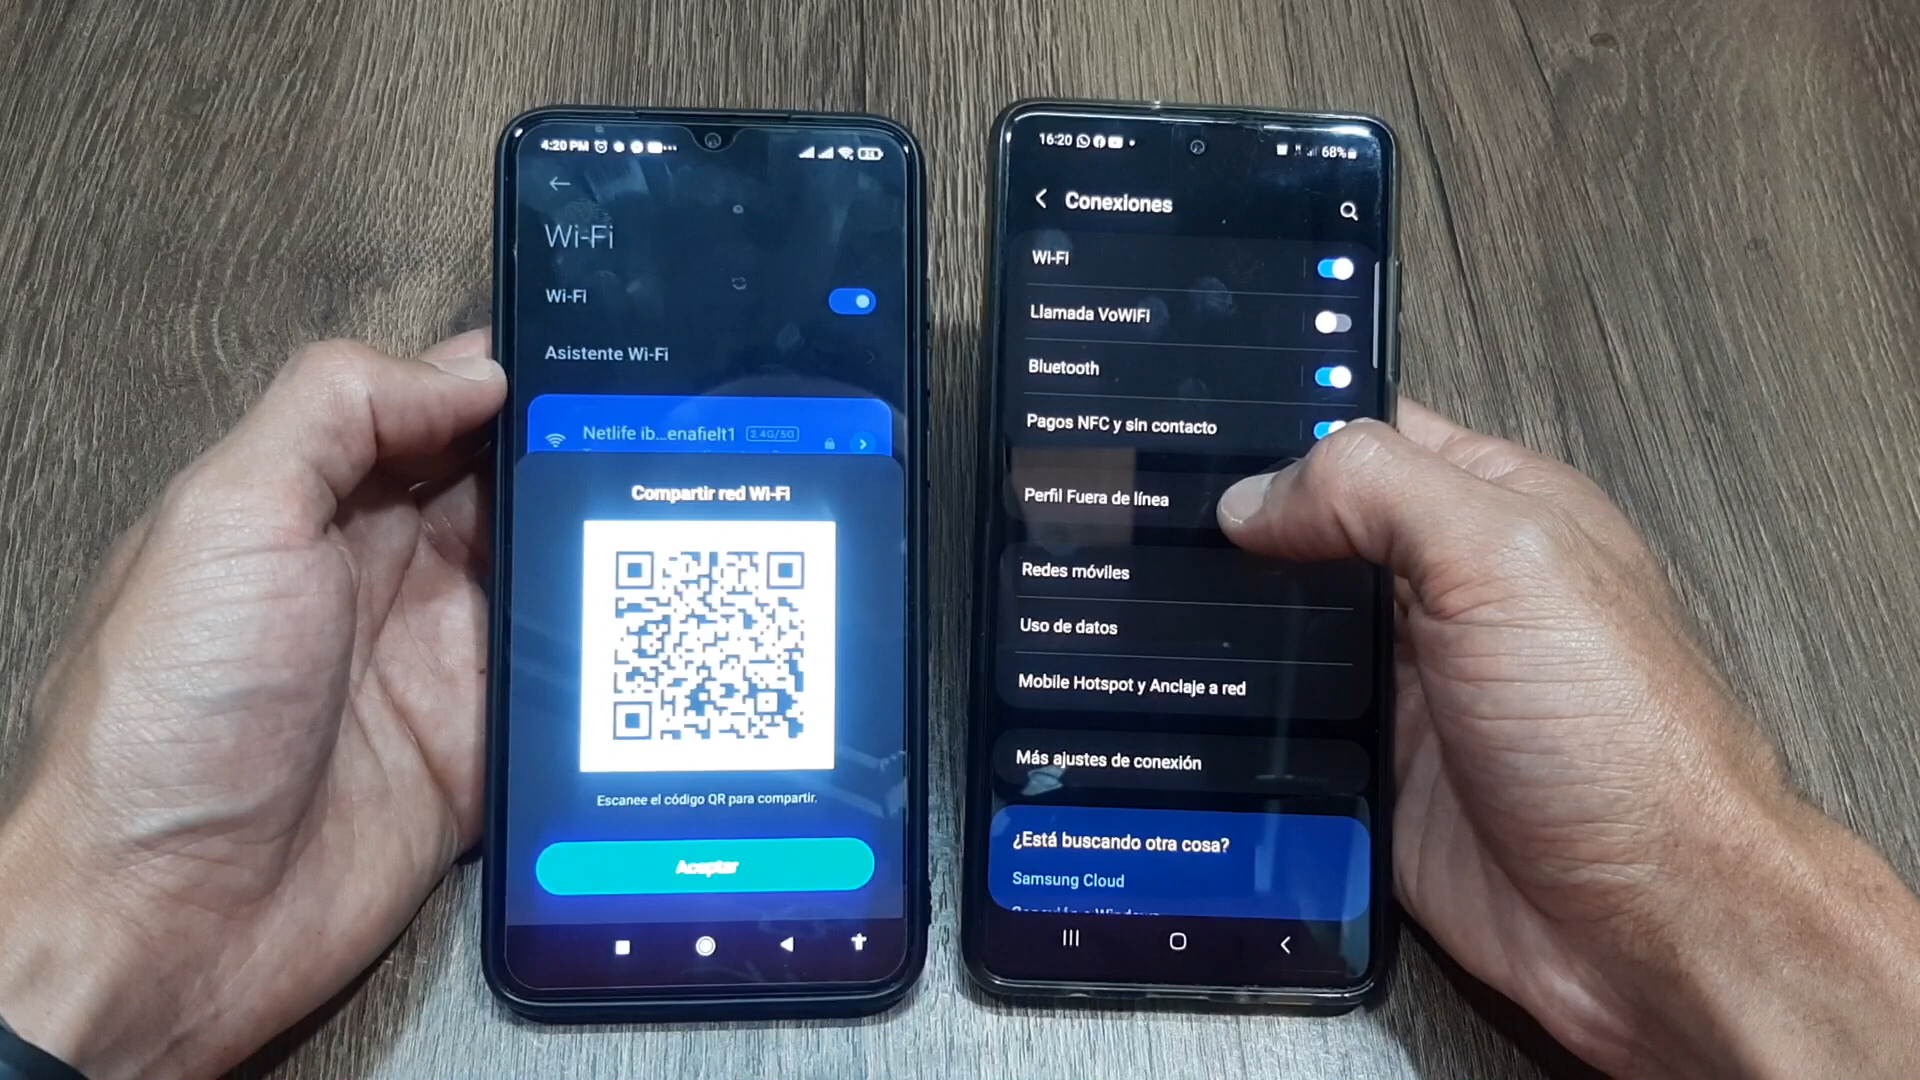 4:20 PM
Wi-Fi
Wi-Fi
Asistente Wi-Fi
Netlife ib...enafielt1 2.4G/5G
Compartir red Wi-Fi
Escanee el código QR para compartir.
Aceptar
16:20
68%
Conexiones
Wi-Fi
Llamada VoWiFi
Bluetooth
Pagos NFC y sin contacto
Perfil Fuera de línea
Redes móviles
Uso de datos
Mobile Hotspot y Anclaje a red
Más ajustes de conexión
¿Está buscando otra cosa?
Samsung Cloud